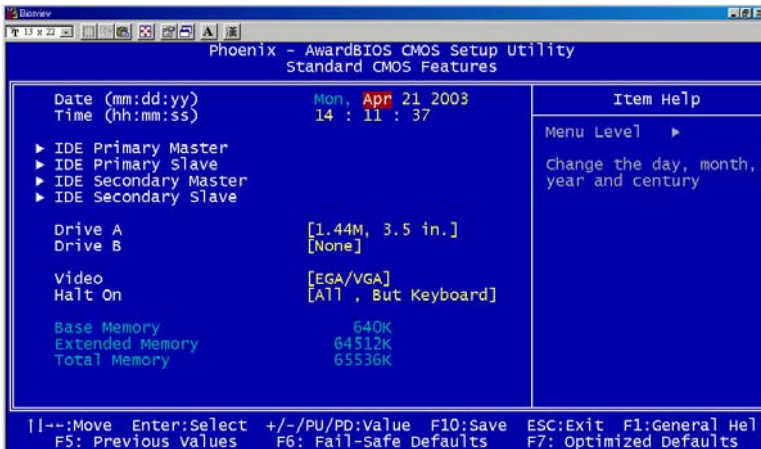 Biosview
T 13 x 22
A 漢
Phoenix - AwardBIOS CMOS Setup Utility
Standard CMOS Features
Date (mm:dd:yy) Mon, Apr 21 2003
Time (hh:mm:ss) 14 : 11 : 37
▶ IDE Primary Master
▶ IDE Primary Slave
▶ IDE Secondary Master
▶ IDE Secondary Slave
Drive A [1.44M, 3.5 in.]
Drive B [None]
Video [EGA/VGA]
Halt On [All , But Keyboard]
Base Memory 640K
Extended Memory 64512K
Total Memory 65536K
Item Help
Menu Level ▶
Change the day, month,
year and century
↑↓→←:Move Enter:Select +/-/PU/PD:Value F10:Save ESC:Exit F1:General Hel
F5: Previous Values F6: Fail-Safe Defaults F7: Optimized Defaults